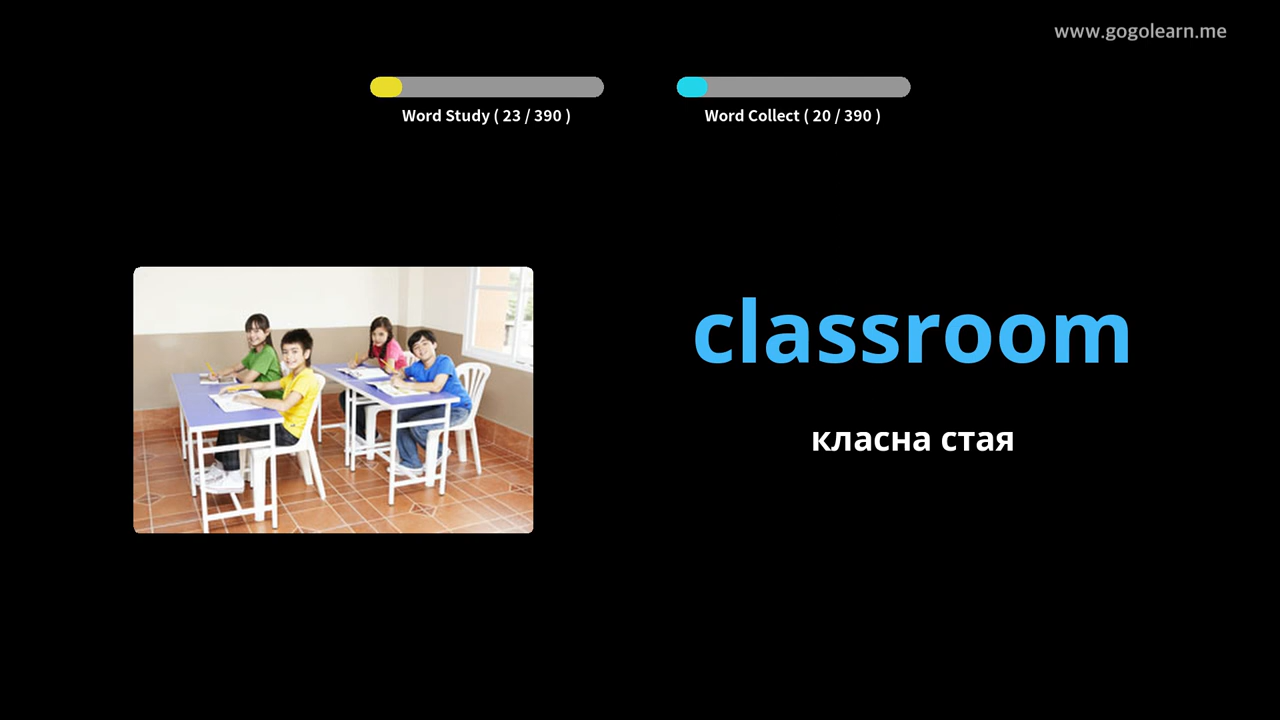 www.gogolearn.me
Word Study ( 23 / 390 )
Word Collect ( 20 / 390 )
classroom
класна стая